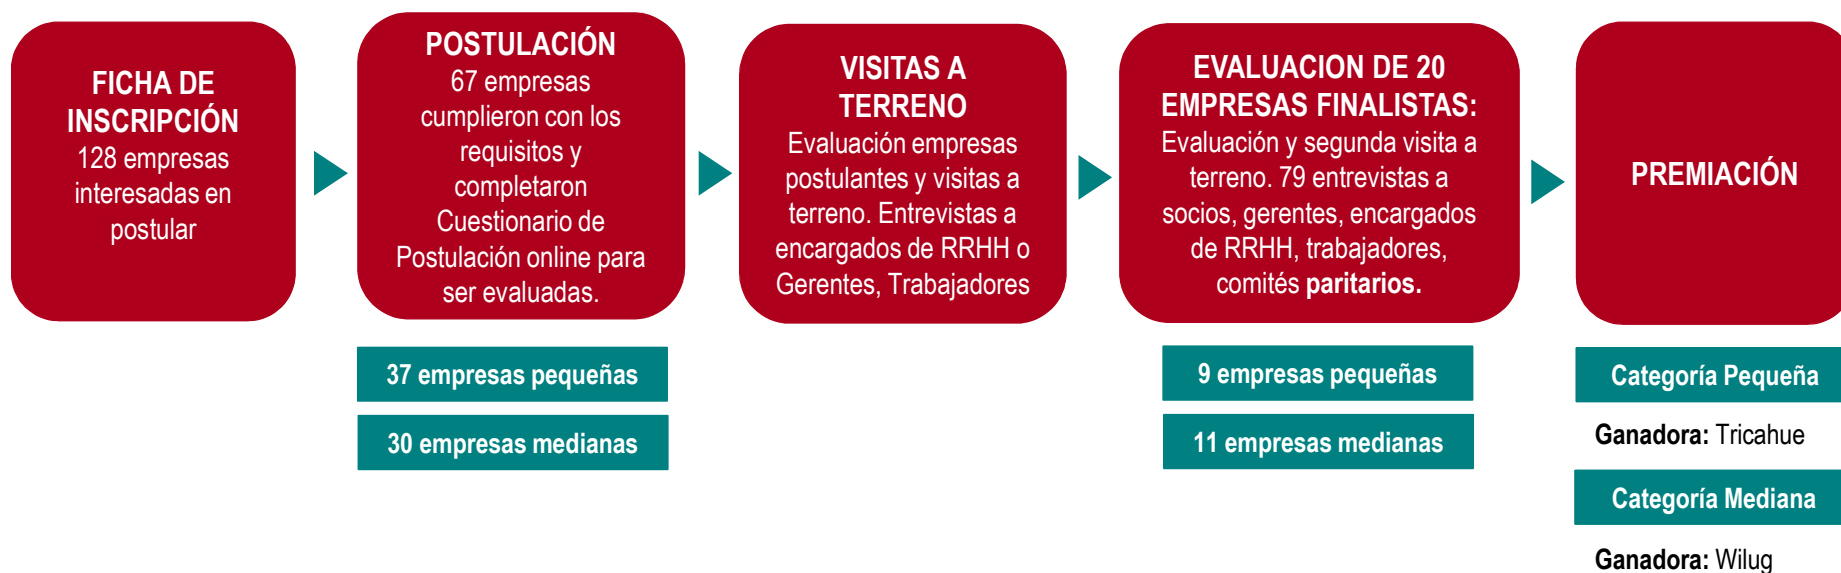 FICHA DE
INSCRIPCIÓN
128 empresas
interesadas en
postular
POSTULACIÓN
67 empresas
cumplieron con los
requisitos y
completaron
Cuestionario de
Postulación online para
ser evaluadas.
37 empresas pequeñas
30 empresas medianas
VISITAS A
TERRENO
Evaluación empresas
postulantes y visitas a
terreno. Entrevistas a
encargados de RRHH o
Gerentes, Trabajadores
EVALUACION DE 20
EMPRESAS FINALISTAS:
Evaluación y segunda visita a
terreno. 79 entrevistas a
socios, gerentes, encargados
de RRHH, trabajadores,
comités paritarios.
9 empresas pequeñas
11 empresas medianas
PREMIACIÓN
Categoría Pequeña
Ganadora: Tricahue
Categoría Mediana
Ganadora: Wilug